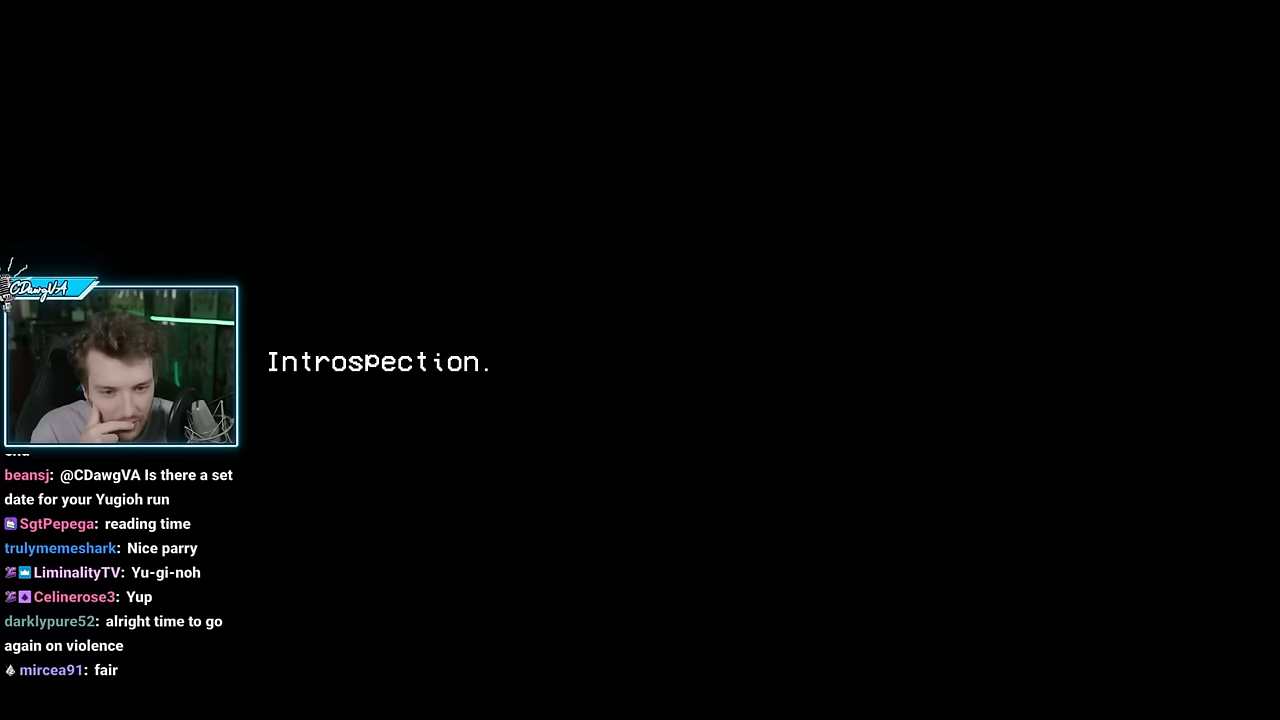 CDawgVA
Introspection.
beansj: @CDawgVA Is there a set
date for your Yugioh run
SgtPepega: reading time
trulymemeshark: Nice parry
LiminalityTV: Yu-gi-noh
Celinerose3: Yup
darklypure52: alright time to go
again on violence
mircea91: fair